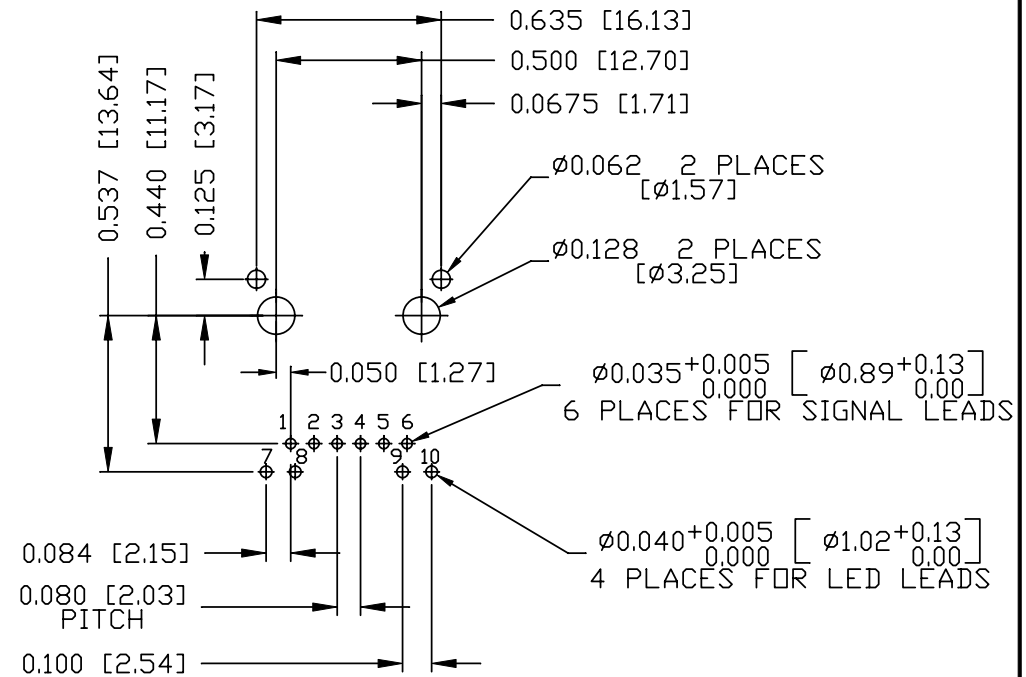 0.635 [16.13]
0.500 [12.70]
0.0675 [1.71]
0.537 [13.64]
0.440 [11.17]
0.125 [3.17]
Ø0.062 2 PLACES
[Ø1.57]
Ø0.128 2 PLACES
[Ø3.25]
0.050 [1.27]
Ø0.035+0.005 [Ø0.89+0.13]
0.000 0.00
6 PLACES FOR SIGNAL LEADS
1 2 3 4 5 6
7 8 9 10
0.084 [2.15]
Ø0.040+0.005 [Ø1.02+0.13]
0.000 0.00
4 PLACES FOR LED LEADS
0.080 [2.03]
PITCH
0.100 [2.54]